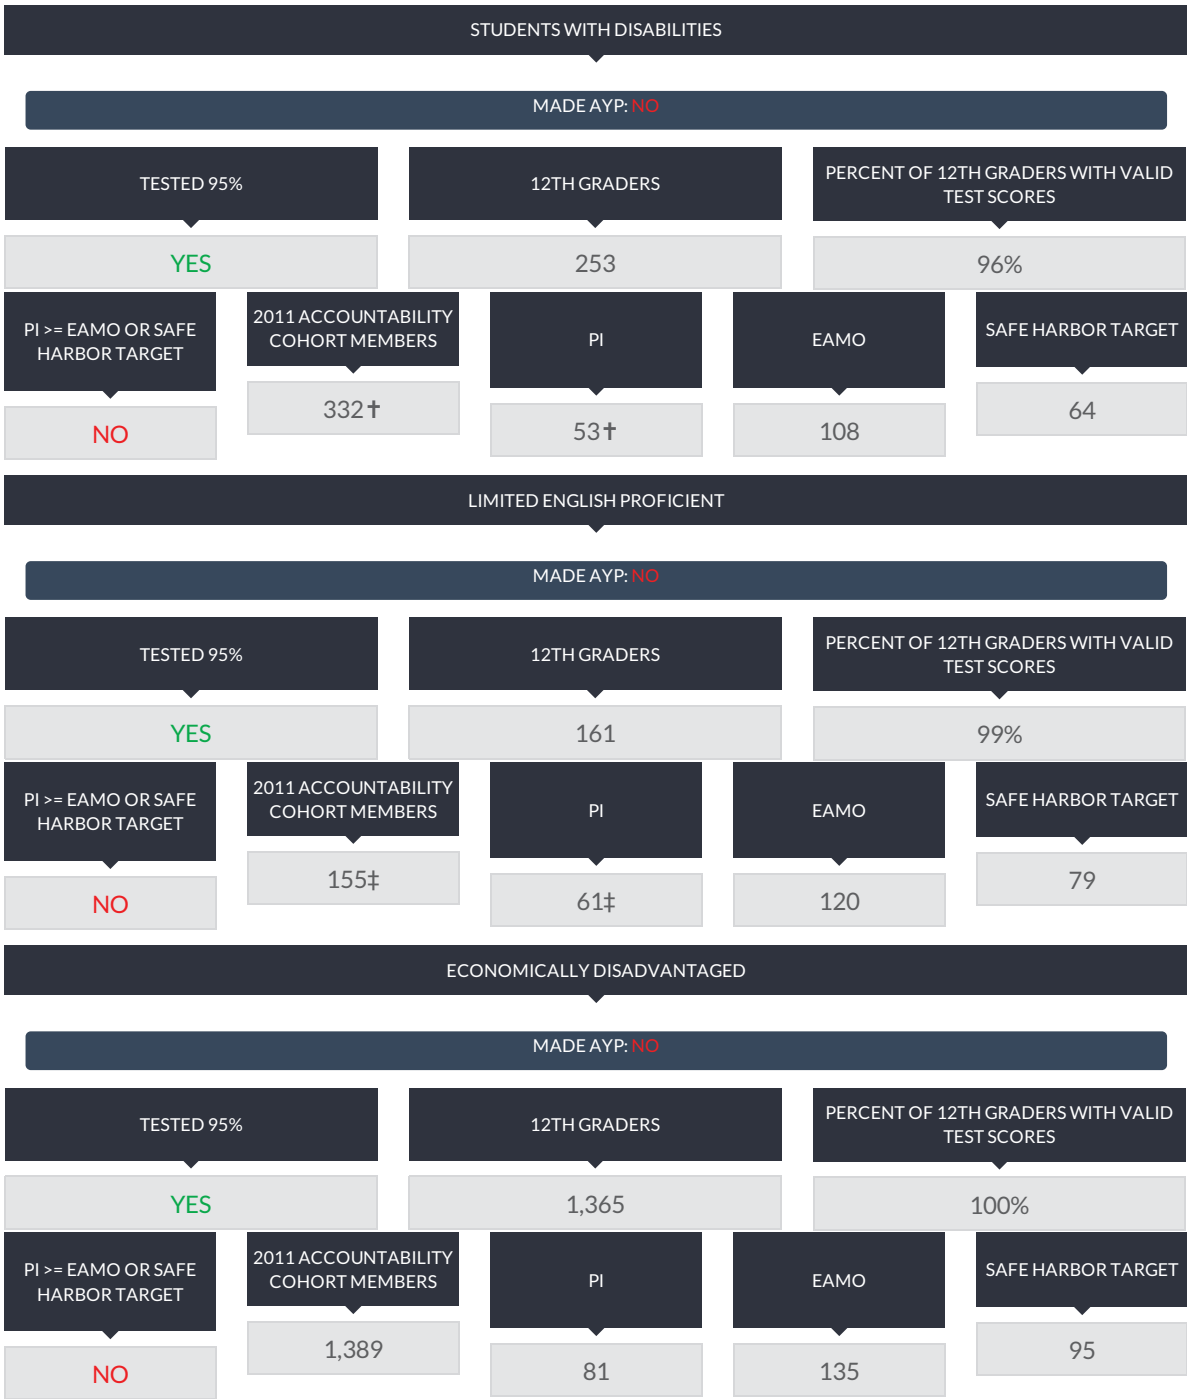 STUDENTS WITH DISABILITIES
MADE AYP: NO
TESTED 95%
12TH GRADERS
PERCENT OF 12TH GRADERS WITH VALID
TEST SCORES
YES
253
96%
PI >= EAMO OR SAFE
HARBOR TARGET
2011 ACCOUNTABILITY
COHORT MEMBERS
PI
EAMO
SAFE HARBOR TARGET
NO
332✝
53✝
108
64
LIMITED ENGLISH PROFICIENT
MADE AYP: NO
TESTED 95%
12TH GRADERS
PERCENT OF 12TH GRADERS WITH VALID
TEST SCORES
YES
161
99%
PI >= EAMO OR SAFE
HARBOR TARGET
2011 ACCOUNTABILITY
COHORT MEMBERS
PI
EAMO
SAFE HARBOR TARGET
NO
155‡
61‡
120
79
ECONOMICALLY DISADVANTAGED
MADE AYP: NO
TESTED 95%
12TH GRADERS
PERCENT OF 12TH GRADERS WITH VALID
TEST SCORES
YES
1,365
100%
PI >= EAMO OR SAFE
HARBOR TARGET
2011 ACCOUNTABILITY
COHORT MEMBERS
PI
EAMO
SAFE HARBOR TARGET
NO
1,389
81
135
95